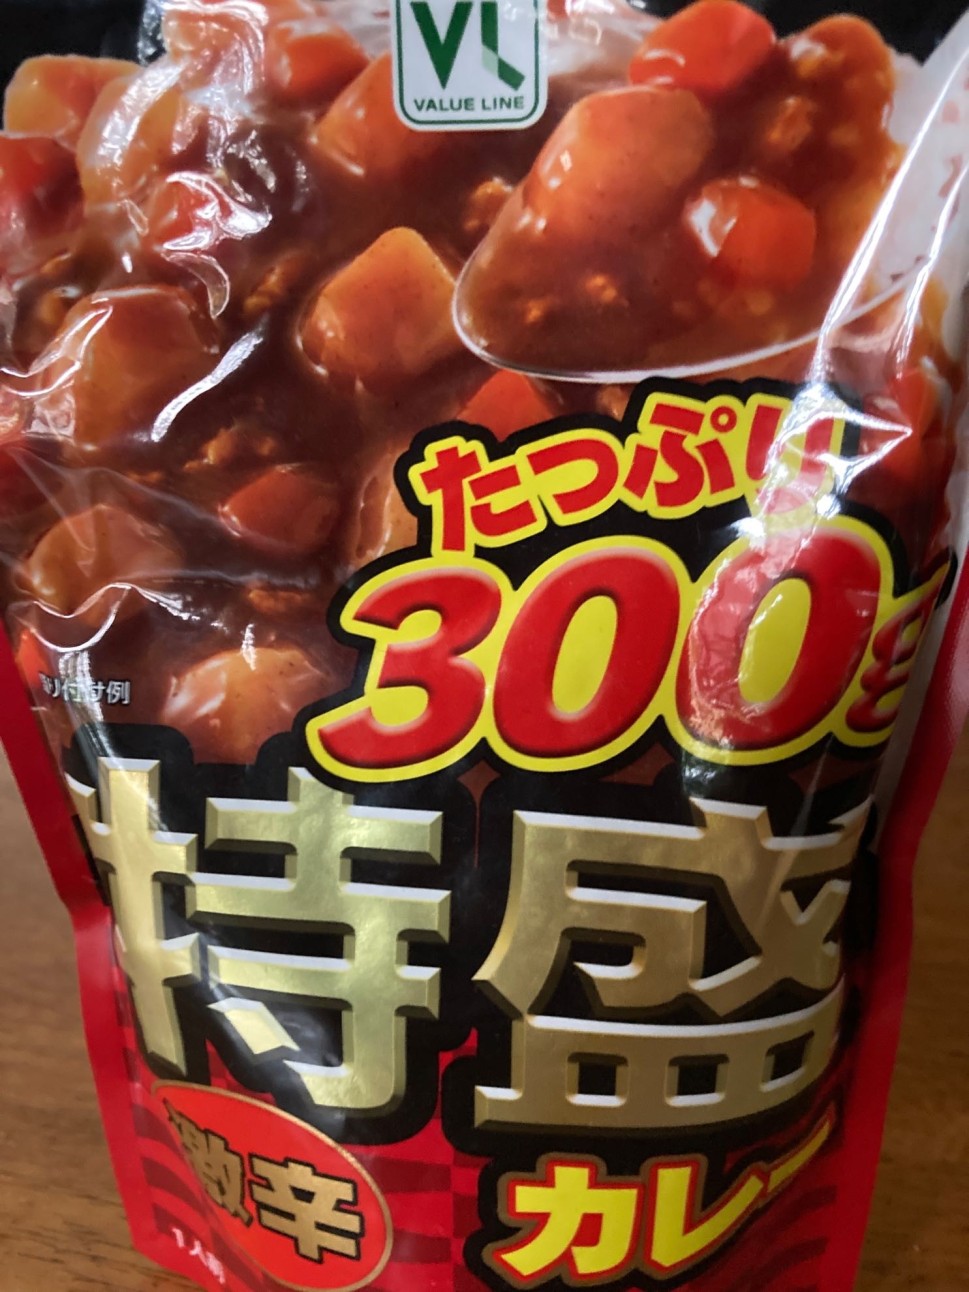 VL
VALUE LINE
たっぷり
300g
盛り付け例
特盛
激辛
カレー
1人